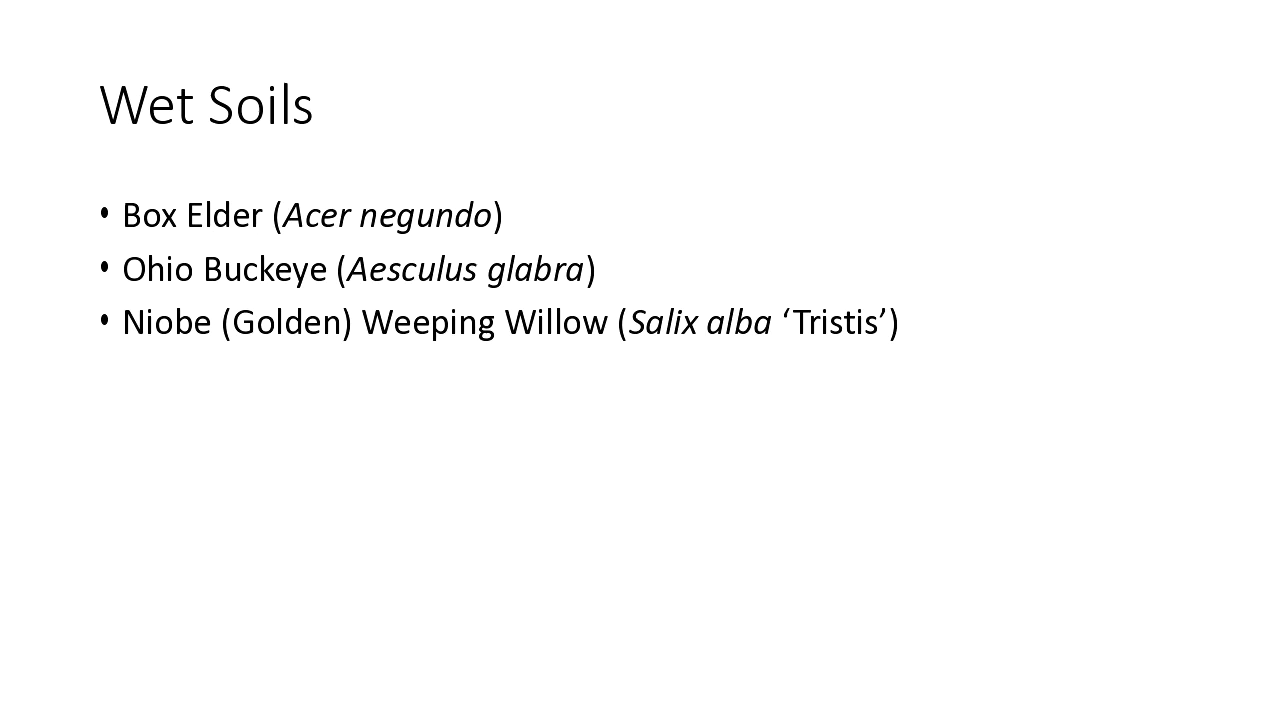 Wet Soils
• Box Elder (Acer negundo)
• Ohio Buckeye (Aesculus glabra)
• Niobe (Golden) Weeping Willow (Salix alba ‘Tristis’)